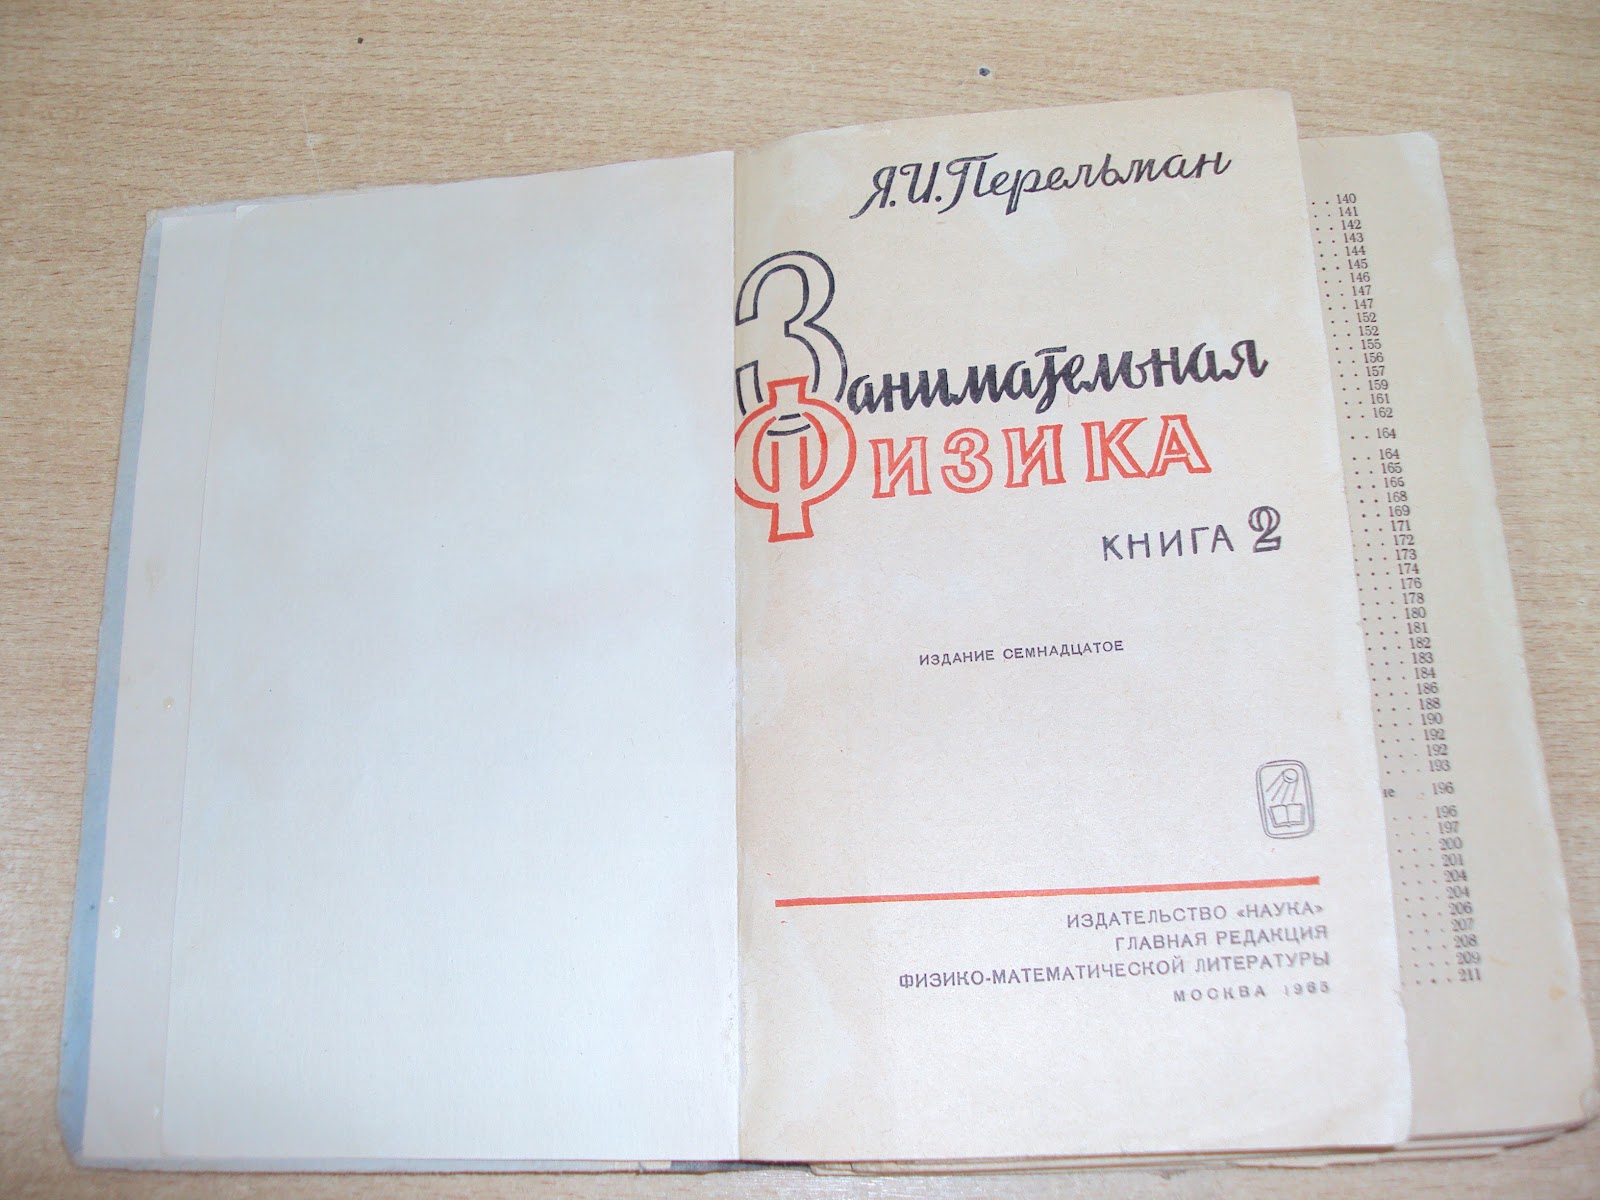 Я.И.Перельман
Занимательная
Физика
КНИГА 2
ИЗДАНИЕ СЕМНАДЦАТОЕ
ИЗДАТЕЛЬСТВО «НАУКА»
ГЛАВНАЯ РЕДАКЦИЯ
ФИЗИКО-МАТЕМАТИЧЕСКОЙ ЛИТЕРАТУРЫ
МОСКВА 1965
. . 140
. . 141
. . 142
. . 143
. . 144
. . 145
. . 146
. . 147
. . 147
. . 152
. . 152
. . 155
. . 156
. . 157
. . 159
. . 161
. . 162
. . 164
. . 164
. . 165
. . 165
. . 168
. . 169
. . 171
. . . 172
. . . 173
. . . 174
. . . 176
. . . 178
. . . 180
. . . 181
. . . 182
. . . 183
. . . 184
. . . 186
. . . 188
. . . 190
. . . 192
. . . 192
. . . 193
ие . 196
. . . 196
. . . 197
. . . 200
. . . 201
. . . 204
. . . 204
. . . 206
. . . 207
. . . 208
. . . 209
. . . . 211